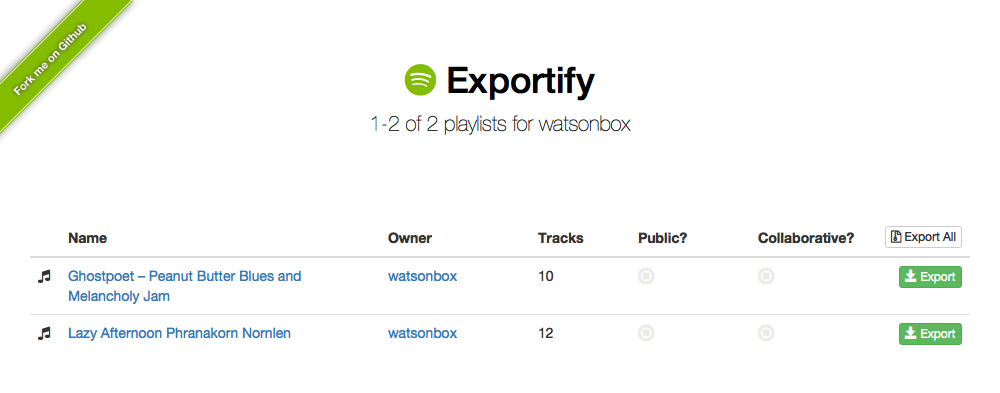 Fork me on Github
Exportify
1-2 of 2 playlists for watsonbox
Name Owner Tracks Public? Collaborative? Export All
Ghostpoet – Peanut Butter Blues and watsonbox 10 Export
Melancholy Jam
Lazy Afternoon Phranakorn Nornlen watsonbox 12 Export